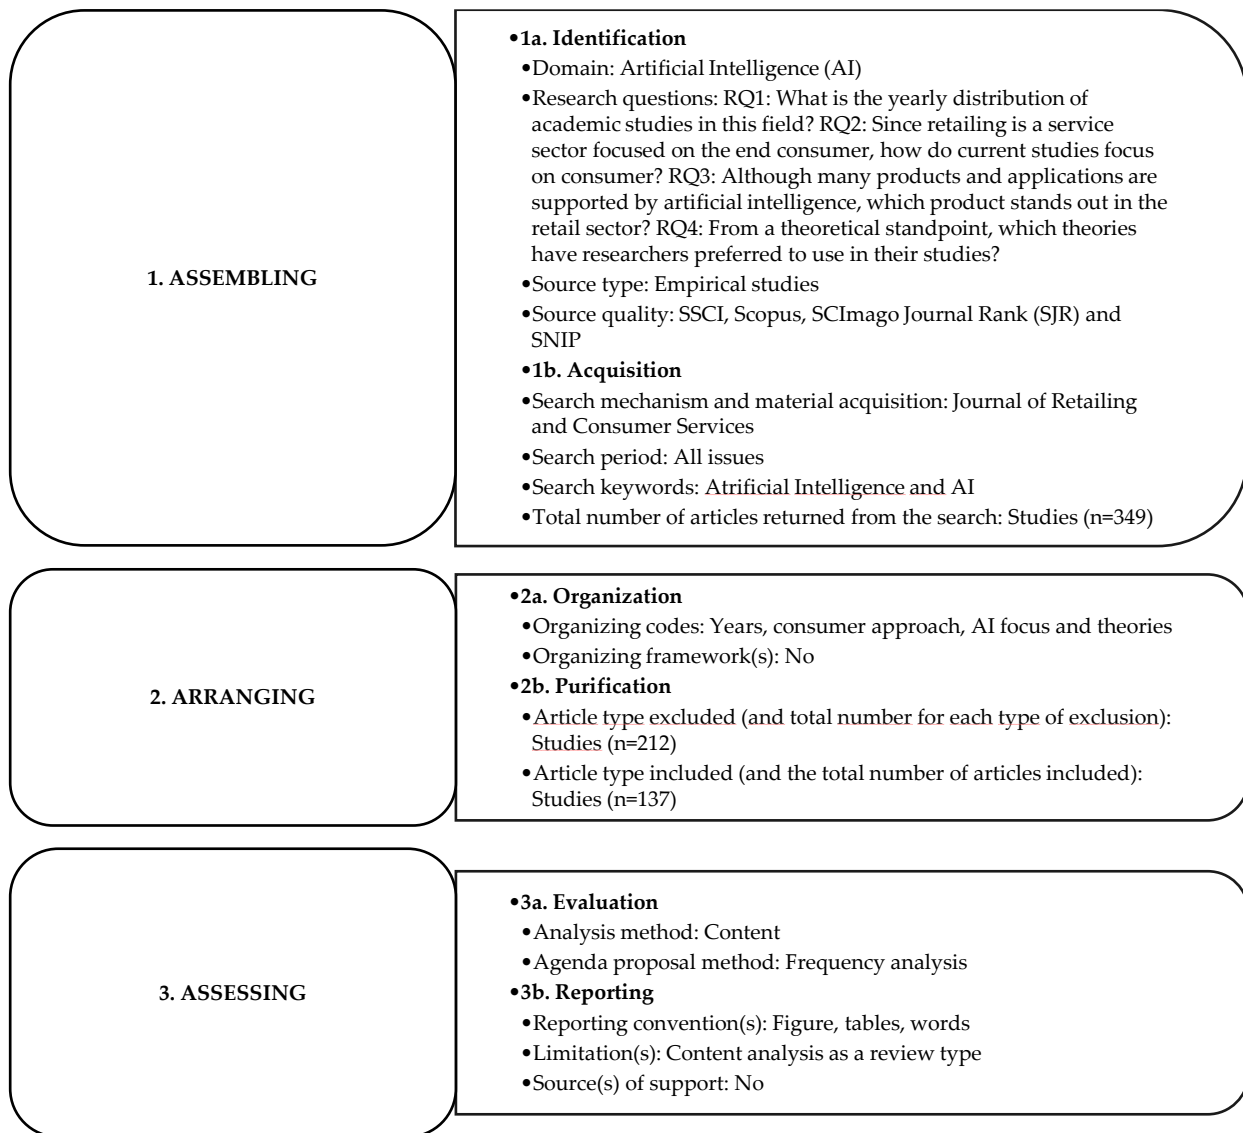 1. ASSEMBLING
•1a. Identification
•Domain: Artificial Intelligence (AI)
•Research questions: RQ1: What is the yearly distribution of
academic studies in this field? RQ2: Since retailing is a service
sector focused on the end consumer, how do current studies focus
on consumer? RQ3: Although many products and applications are
supported by artificial intelligence, which product stands out in the
retail sector? RQ4: From a theoretical standpoint, which theories
have researchers preferred to use in their studies?
•Source type: Empirical studies
•Source quality: SSCI, Scopus, SCImago Journal Rank (SJR) and
SNIP
•1b. Acquisition
•Search mechanism and material acquisition: Journal of Retailing
and Consumer Services
•Search period: All issues
•Search keywords: Atrificial Intelligence and AI
•Total number of articles returned from the search: Studies (n=349)
2. ARRANGING
•2a. Organization
•Organizing codes: Years, consumer approach, AI focus and theories
•Organizing framework(s): No
•2b. Purification
•Article type excluded (and total number for each type of exclusion):
Studies (n=212)
•Article type included (and the total number of articles included):
Studies (n=137)
3. ASSESSING
•3a. Evaluation
•Analysis method: Content
•Agenda proposal method: Frequency analysis
•3b. Reporting
•Reporting convention(s): Figure, tables, words
•Limitation(s): Content analysis as a review type
•Source(s) of support: No